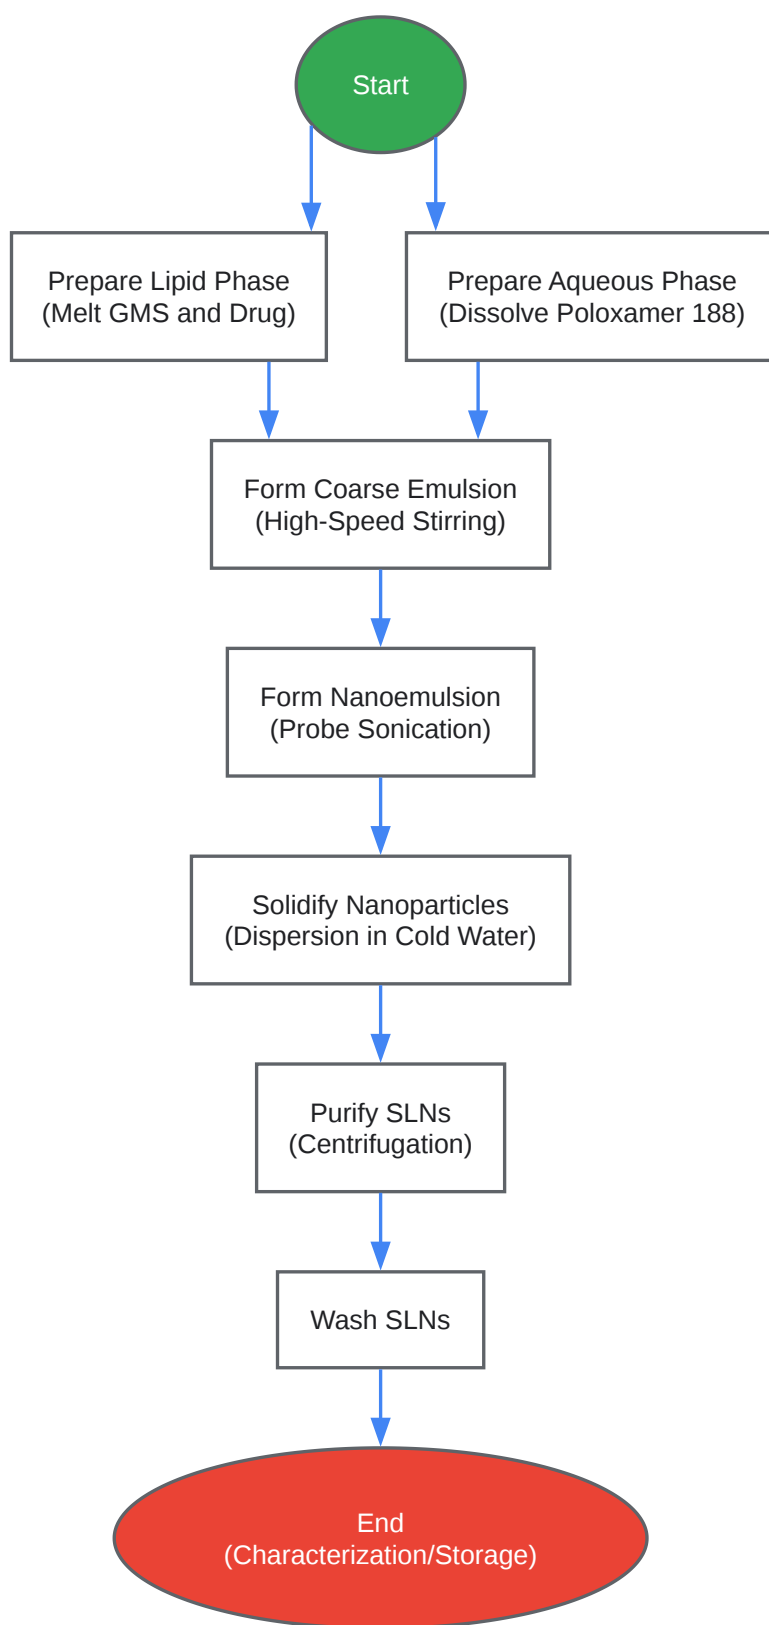 Start
Prepare Lipid Phase
(Melt GMS and Drug)
Prepare Aqueous Phase
(Dissolve Poloxamer 188)
Form Coarse Emulsion
(High-Speed Stirring)
Form Nanoemulsion
(Probe Sonication)
Solidify Nanoparticles
(Dispersion in Cold Water)
Purify SLNs
(Centrifugation)
Wash SLNs
End
(Characterization/Storage)